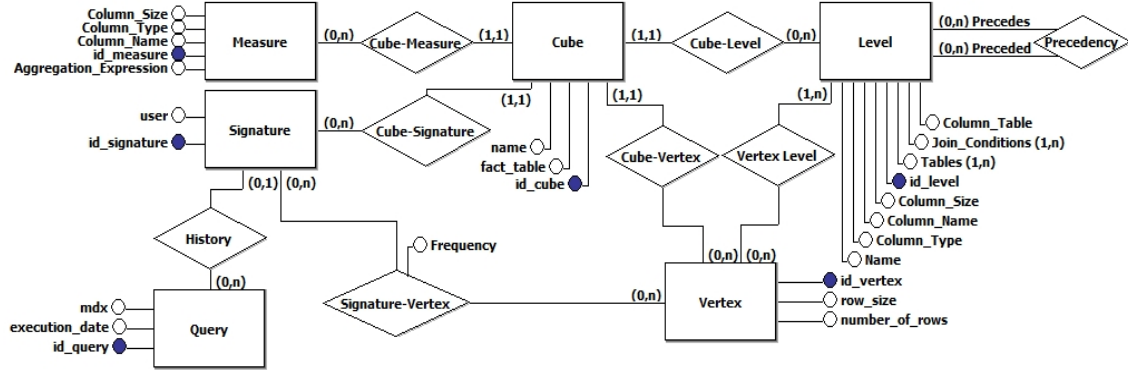 Column_Size
Column_Type
Column_Name
id_measure
Aggregation_Expression
Measure
(0,n)
Cube-Measure
(1,1)
Cube
(1,1)
Cube-Level
(0,n)
Level
(0,n) Precedes
(0,n) Preceded
Precedency
user
id_signature
Signature
(0,n)
Cube-Signature
(1,1)
name
fact_table
id_cube
(1,1)
Cube-Vertex
(1,n)
Vertex Level
Column_Table
Join_Conditions (1,n)
Tables (1,n)
id_level
Column_Size
Column_Name
Column_Type
Name
(0,1)
(0,n)
History
Frequency
(0,n)
(0,n)
(0,n)
Signature-Vertex
(0,n)
Vertex
id_vertex
row_size
number_of_rows
mdx
execution_date
id_query
Query